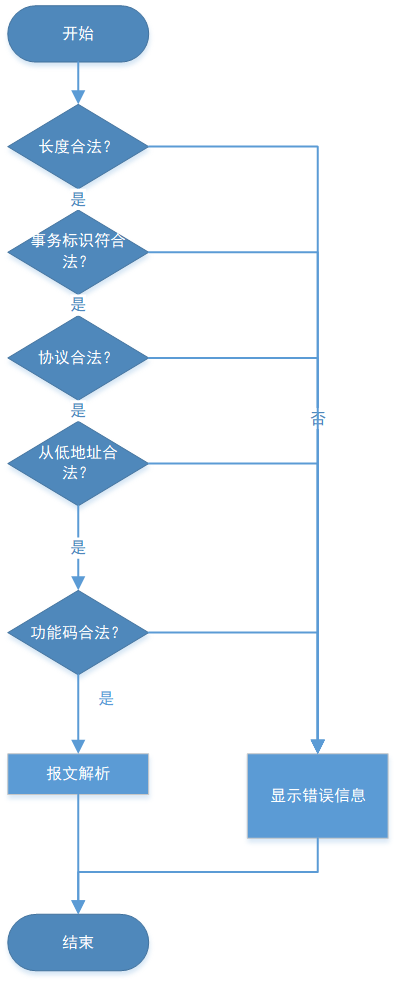 开始
长度合法?
是
事务标识符合
法?
是
协议合法?
是
否
从低地址合
法?
是
功能码合法?
是
报文解析
显示错误信息
结束